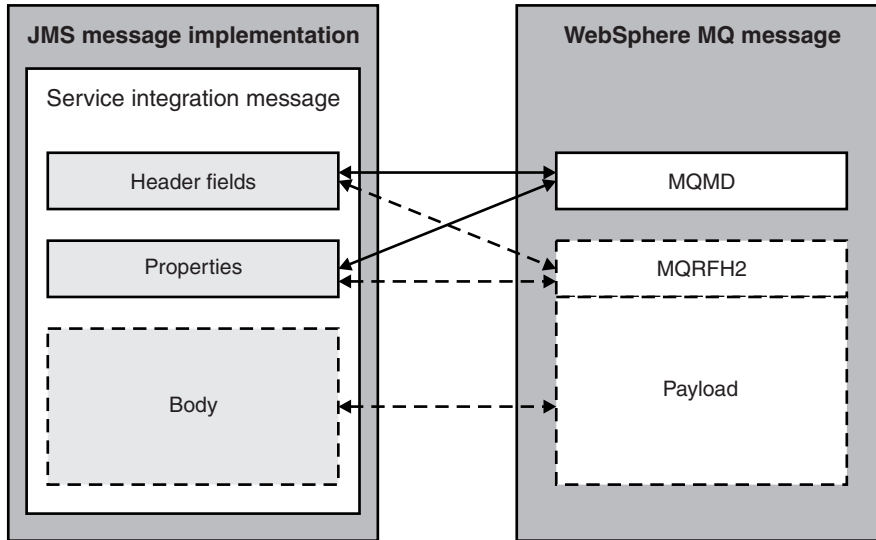 JMS message implementation
Service integration message
Header fields
Properties
Body
WebSphere MQ message
MQMD
MQRFH2
Payload